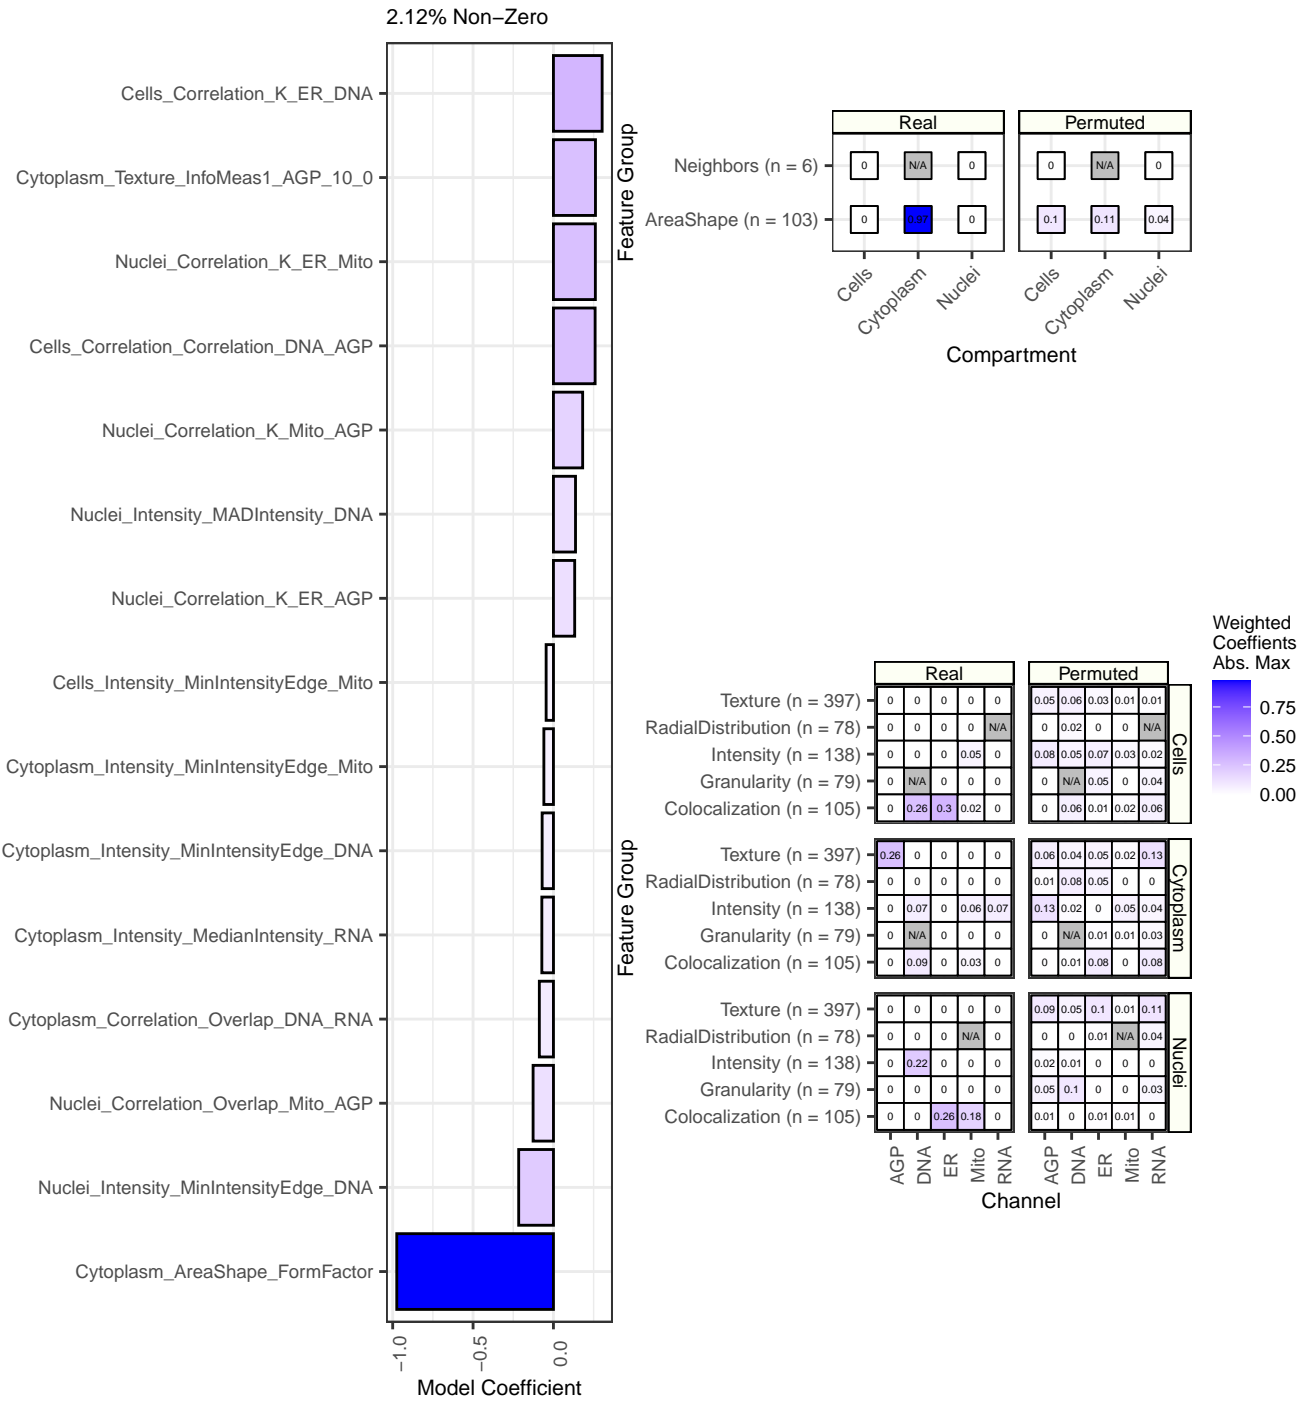 2.12% Non−Zero
Cells_Correlation_K_ER_DNA
Cytoplasm_Texture_InfoMeas1_AGP_10_0
Nuclei_Correlation_K_ER_Mito
Cells_Correlation_Correlation_DNA_AGP
Nuclei_Correlation_K_Mito_AGP
Nuclei_Intensity_MADIntensity_DNA
Nuclei_Correlation_K_ER_AGP
Cells_Intensity_MinIntensityEdge_Mito
Cytoplasm_Intensity_MinIntensityEdge_Mito
Cytoplasm_Intensity_MinIntensityEdge_DNA
Cytoplasm_Intensity_MedianIntensity_RNA
Cytoplasm_Correlation_Overlap_DNA_RNA
Nuclei_Correlation_Overlap_Mito_AGP
Nuclei_Intensity_MinIntensityEdge_DNA
Cytoplasm_AreaShape_FormFactor
−1.0 −0.5 0.0
Model Coefficient
Feature Group
Real Permuted
Neighbors (n = 6) 0 N/A 0 0 N/A 0
AreaShape (n = 103) 0 0 0.1 0.11 0.04
Cells Cytoplasm Nuclei Cells Cytoplasm Nuclei
Compartment
Feature Group
Real Permuted
Texture (n = 397) 0 0 0 0 0 0.05 0.06 0.03 0.01 0.01
RadialDistribution (n = 78) 0 0 0 0 N/A 0 0.02 0 0 N/A
Intensity (n = 138) 0 0 0 0.05 0 0.08 0.05 0.07 0.03 0.02
Granularity (n = 79) 0 N/A 0 0 0 0 N/A 0.05 0 0.04
Colocalization (n = 105) 0 0.26 0.3 0.02 0 0 0.06 0.01 0.02 0.06
Cells
Texture (n = 397) 0.26 0 0 0 0 0.06 0.04 0.05 0.02 0.13
RadialDistribution (n = 78) 0 0 0 0 0 0.01 0.08 0.05 0 0
Intensity (n = 138) 0 0.07 0 0.06 0.07 0.13 0.02 0 0.05 0.04
Granularity (n = 79) 0 N/A 0 0 0 0 N/A 0.01 0.01 0.03
Colocalization (n = 105) 0 0.09 0 0.03 0 0 0.01 0.08 0 0.08
Cytoplasm
Texture (n = 397) 0 0 0 0 0 0.09 0.05 0.1 0.01 0.11
RadialDistribution (n = 78) 0 0 0 N/A 0 0 0 0.01 N/A 0.04
Intensity (n = 138) 0 0.22 0 0 0 0.02 0.01 0 0 0
Granularity (n = 79) 0 0 0 0 0 0.05 0.1 0 0 0.03
Colocalization (n = 105) 0 0 0.26 0.18 0 0.01 0 0.01 0.01 0
Nuclei
AGP DNA ER Mito RNA AGP DNA ER Mito RNA
Channel
Weighted
Coeffients
Abs. Max
0.75
0.50
0.25
0.00